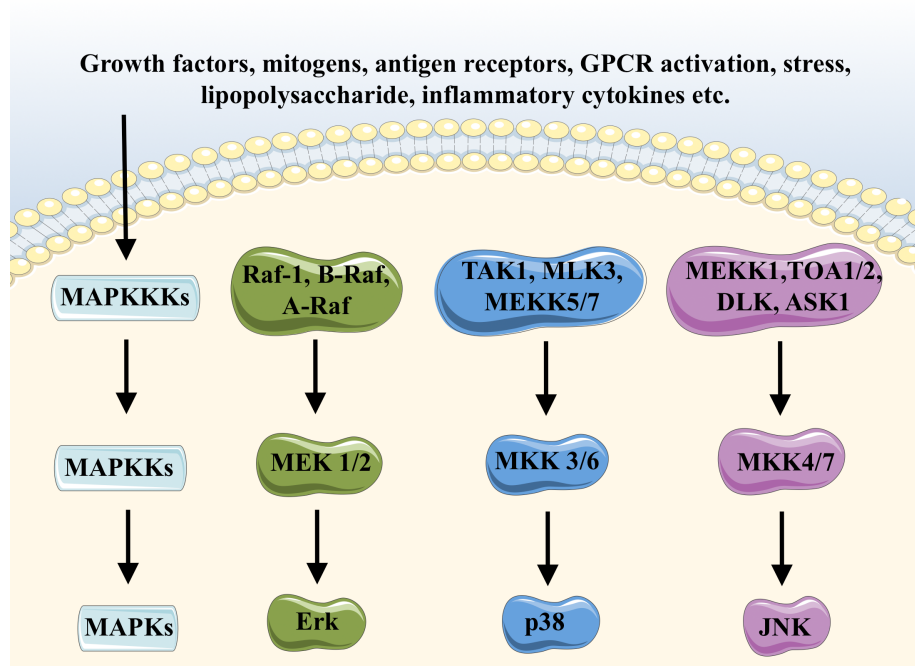 Growth factors, mitogens, antigen receptors, GPCR activation, stress,
lipopolysaccharide, inflammatory cytokines etc.
MAPKKKs
Raf-1, B-Raf,
A-Raf
TAK1, MLK3,
MEKK5/7
MEKK1,TOA1/2,
DLK, ASK1
MAPKKs
MEK 1/2
MKK 3/6
MKK4/7
MAPKs
Erk
p38
JNK